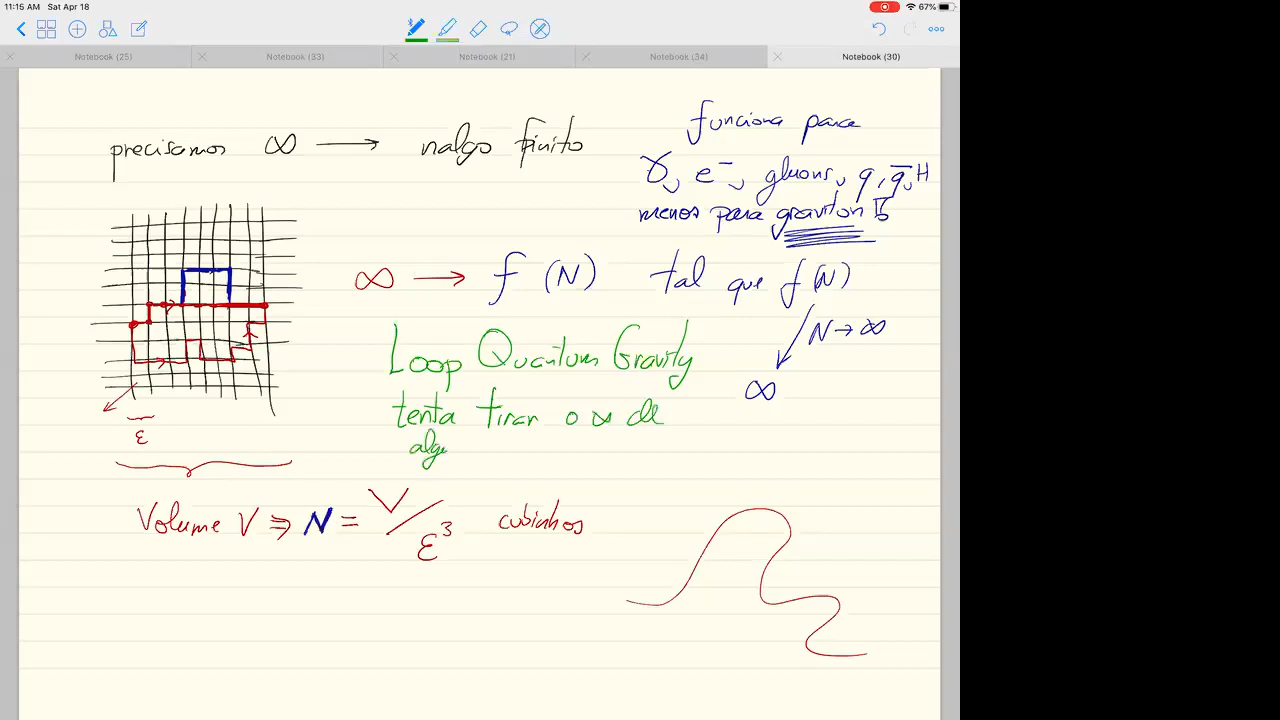 11:15 AM Sat Apr 18
67%
Notebook (25)
Notebook (33)
Notebook (21)
Notebook (34)
Notebook (30)
precisamos ∞ → nalgo finito
funciona para
γ, e⁻, gluons, q, q̄, H
menos para graviton
∞ → f (N) tal que f(N)
N→∞
∞
Loop Quantum Gravity
tenta tirar o ∞ de
algo
ε
Volume V ⇒ N = V/ε³ cubinhos